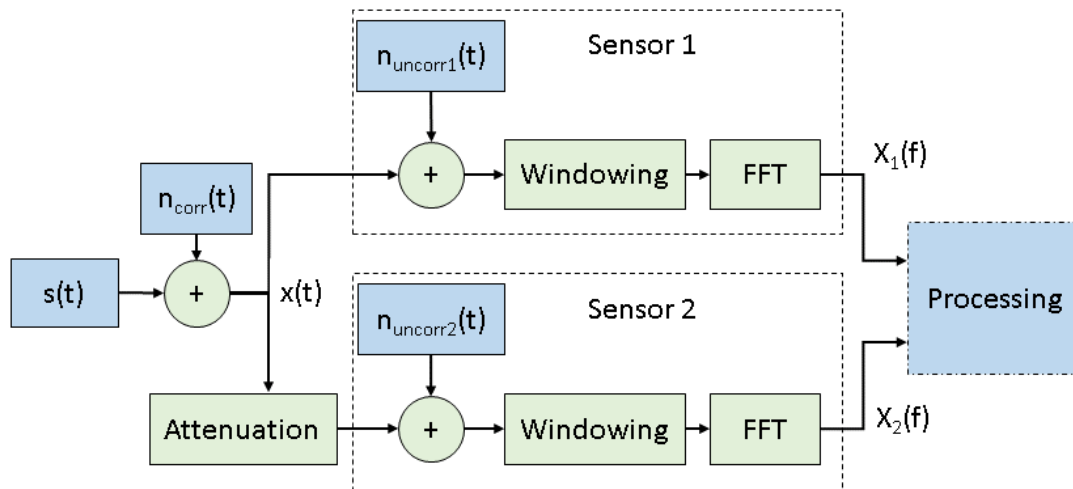 n_uncorr1(t)
Sensor 1
+
Windowing
FFT
X_1(f)
n_corr(t)
s(t)
+
x(t)
Processing
n_uncorr2(t)
Sensor 2
Attenuation
+
Windowing
FFT
X_2(f)